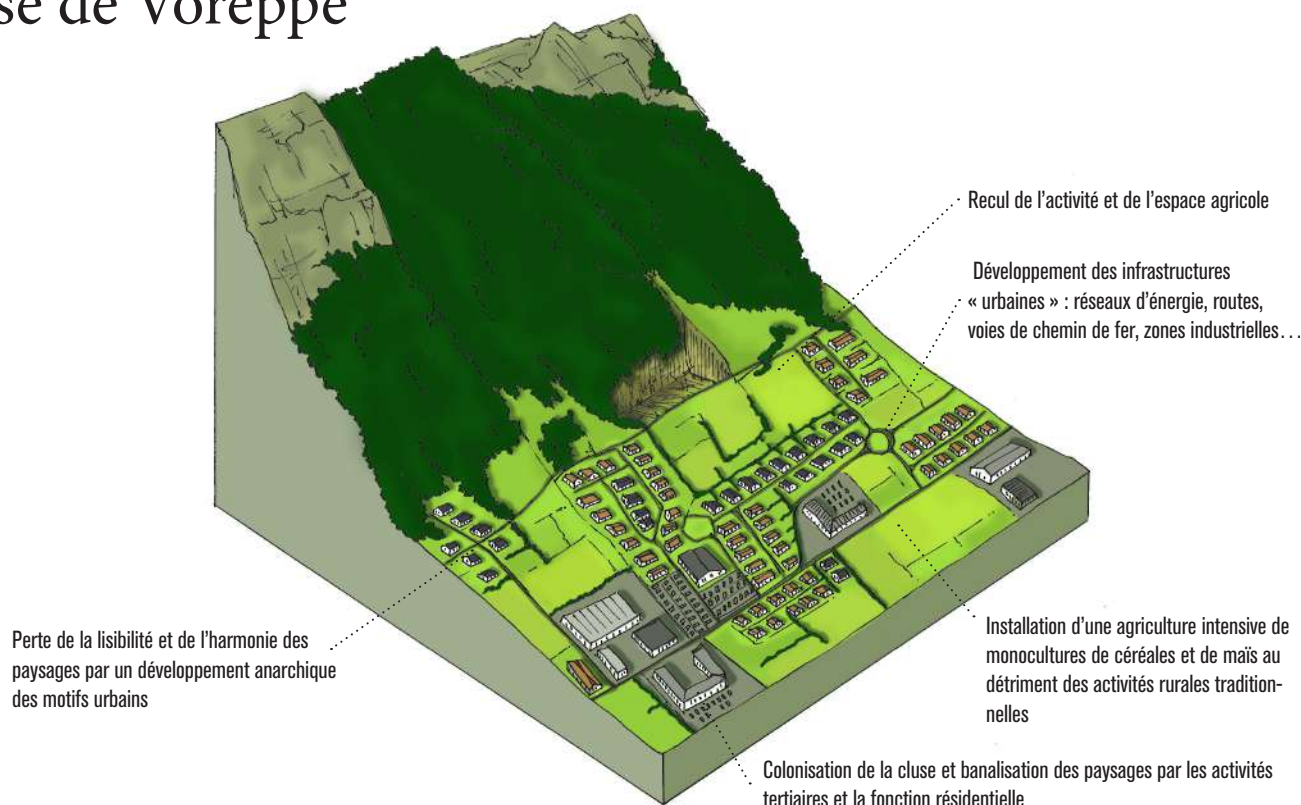 se de Voreppe
Recul de l’activité et de l’espace agricole
Développement des infrastructures
« urbaines » : réseaux d’énergie, routes,
voies de chemin de fer, zones industrielles…
Perte de la lisibilité et de l’harmonie des
paysages par un développement anarchique
des motifs urbains
Installation d’une agriculture intensive de
monocultures de céréales et de maïs au
détriment des activités rurales tradition-
nelles
Colonisation de la cluse et banalisation des paysages par les activités
tertiaires et la fonction résidentielle